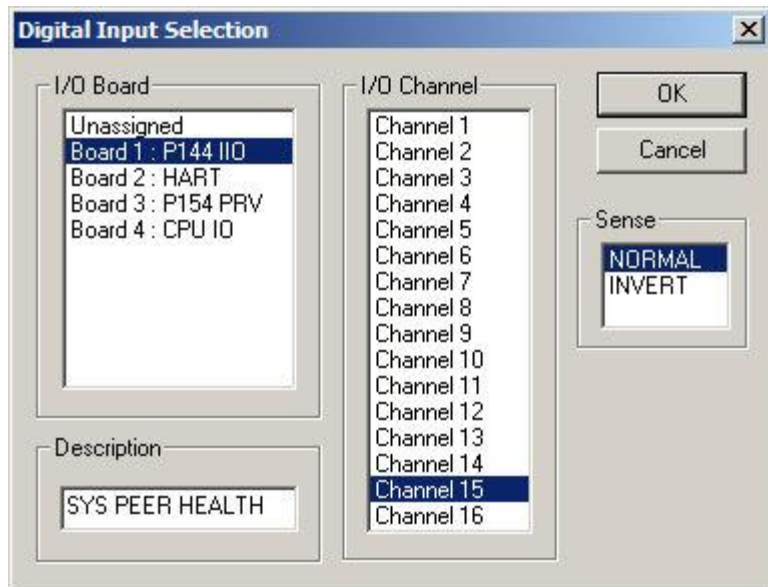 Digital Input Selection
I/O Board
Unassigned
Board 1 : P144 IIO
Board 2 : HART
Board 3 : P154 PRV
Board 4 : CPU IO
Description
SYS PEER HEALTH
I/O Channel
Channel 1
Channel 2
Channel 3
Channel 4
Channel 5
Channel 6
Channel 7
Channel 8
Channel 9
Channel 10
Channel 11
Channel 12
Channel 13
Channel 14
Channel 15
Channel 16
OK
Cancel
Sense
NORMAL
INVERT